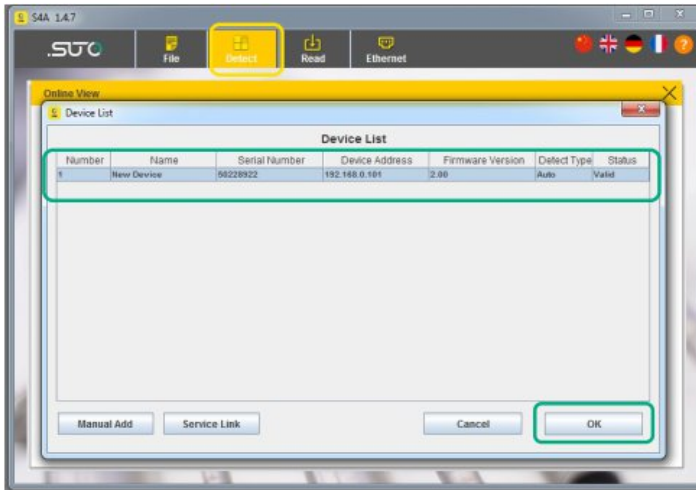 S4A 1.4.7
.SUTO
File
Detect
Read
Ethernet
?
Online View
Device List
Device List
Number Name Serial Number Device Address Firmware Version Detect Type Status
1 New Device 50228922 192.168.0.101 2.00 Auto Valid
Manual Add Service Link Cancel OK